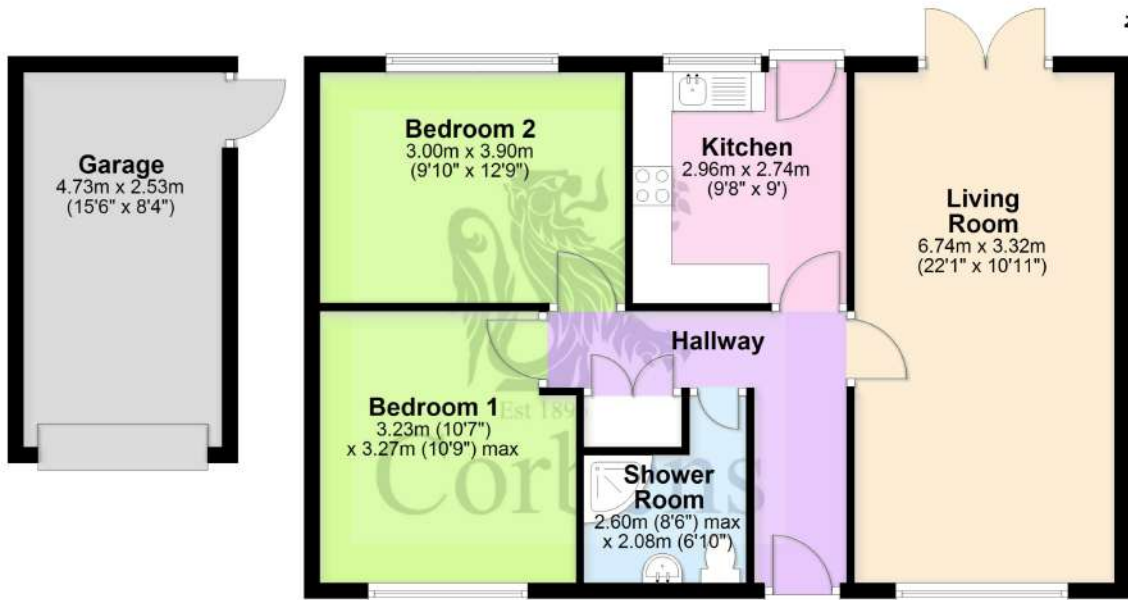 Garage
4.73m x 2.53m
(15'6" x 8'4")
Bedroom 2
3.00m x 3.90m
(9'10" x 12'9")
Kitchen
2.96m x 2.74m
(9'8" x 9')
Living
Room
6.74m x 3.32m
(22'1" x 10'11")
Hallway
Bedroom 1
3.23m (10'7")
x 3.27m (10'9") max
Est 189
Shower
Room
2.60m (8'6") max
x 2.08m (6'10")